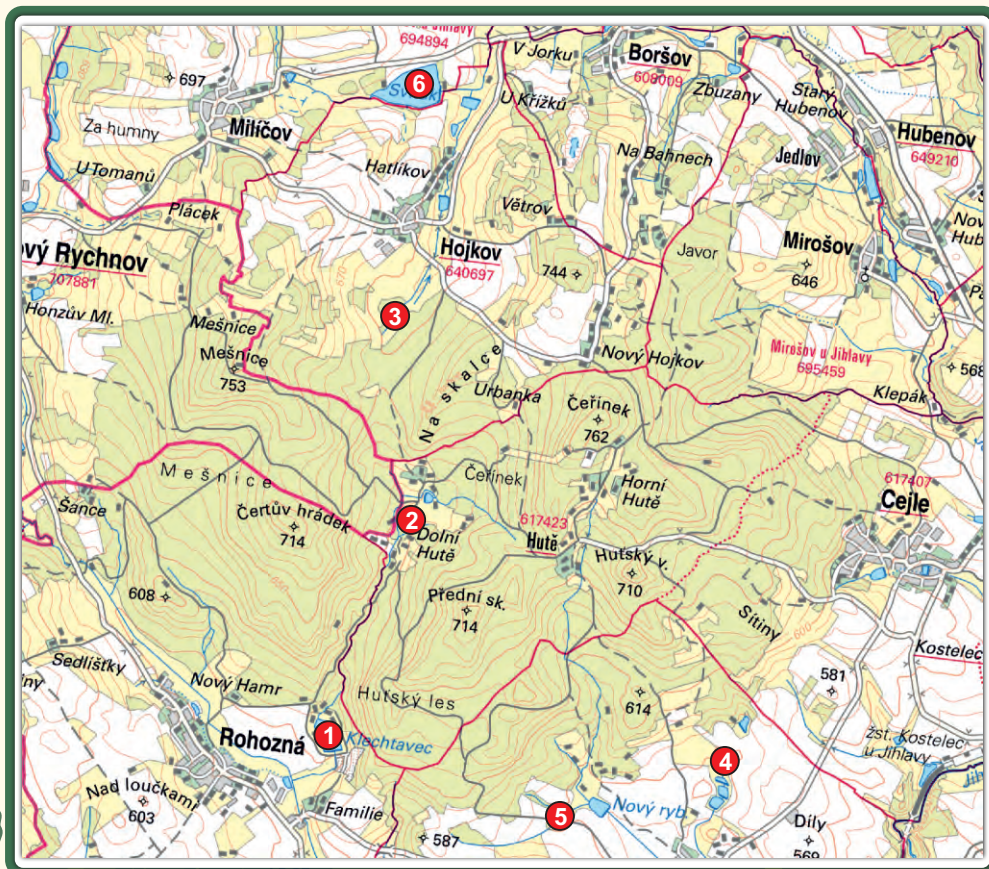 u Jihlavy
694894
V Jorku
Boršov
608009
697
6
Milíčov
Za humny
U Tomanů
Plácek
Hatlíkov
U Křížků
Zbuzany
Starý
Hubenov
Hubenov
649210
Na Bahnech
Jedlov
Větrov
Hojkov
640697
744
Javor
Mirošov
646
ový Rychnov
707881
Honzův Ml.
3
Mešnice
Mešnice
753
Nový Hojkov
Mirošov u Jihlavy
695459
Klepák
568
Na skalce
Urbanka
Čeřínek
762
Mešnice
Šance
Čertův hrádek
714
2
Dolní
Hutě
Čeřínek
Horní
Hutě
617423
Hutě
617407
Cejle
Hutský v.
710
608
Přední sk.
714
Sítiny
600
Kostelec
Sedlišťky
Nový Hamr
Hutský les
614
581
žst. Kostelec
u Jihlavy
Rohozná
1
Klechtavec
4
Nad loučkami
603
Familie
587
5
Nový ryb.
Díly
569